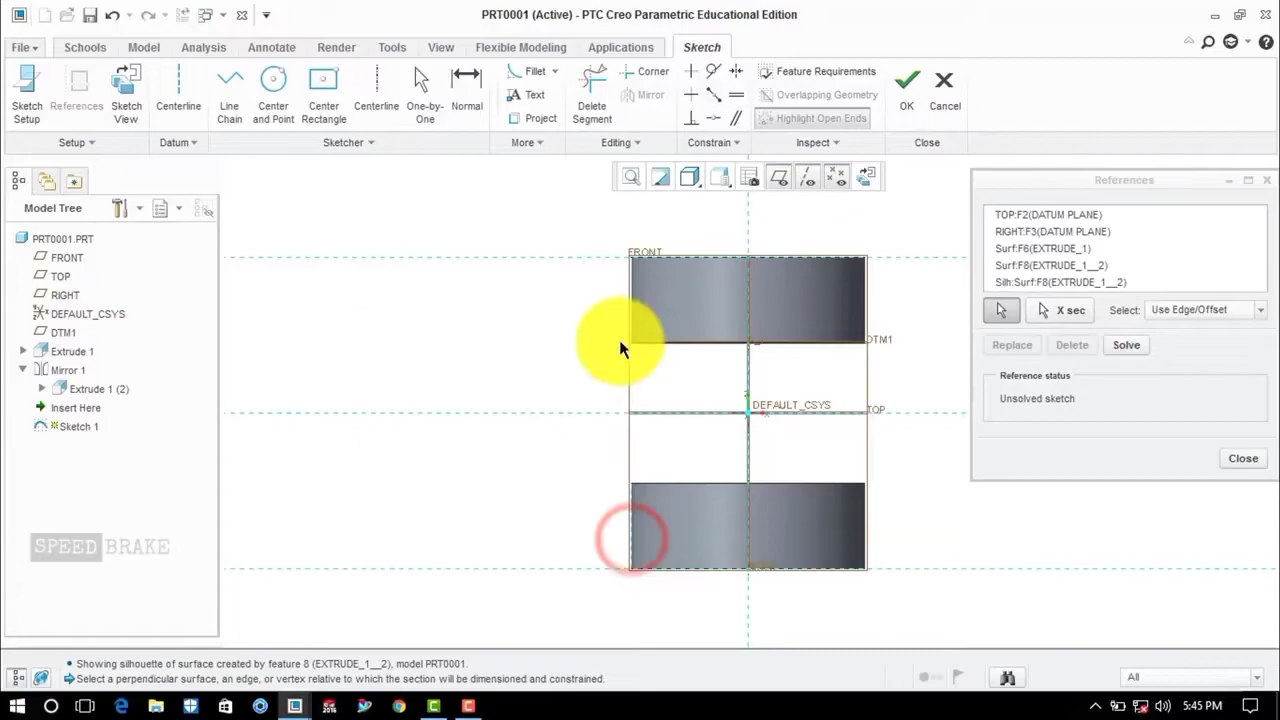 PRT0001 (Active) - PTC Creo Parametric Educational Edition
File Schools Model Analysis Annotate Render Tools View Flexible Modeling Applications Sketch
Sketch Setup
References
Sketch View
Centerline
Line Chain
Center and Point
Center Rectangle
Centerline
One-by-One
Normal
Fillet
Text
Project
Delete Segment
Corner
Mirror
Feature Requirements
Overlapping Geometry
Highlight Open Ends
OK
Cancel
Setup Datum Sketcher More Editing Constrain Inspect Close
Model Tree
PRT0001.PRT
FRONT
TOP
RIGHT
DEFAULT_CSYS
DTM1
Extrude 1
Mirror 1
Extrude 1 (2)
Insert Here
Sketch 1
SPEED BRAKE
FRONT
DTM1
DEFAULT_CSYS
TOP
References
TOP:F2(DATUM PLANE)
RIGHT:F3(DATUM PLANE)
Surf:F6(EXTRUDE_1)
Surf:F8(EXTRUDE_1__2)
Silh:Surf:F8(EXTRUDE_1__2)
X sec
Select: Use Edge/Offset
Replace Delete Solve
Reference status
Unsolved sketch
Close
Showing silhouette of surface created by feature 8 (EXTRUDE_1__2), model PRT0001.
Select a perpendicular surface, an edge or vertex relative to which the section will be dimensioned and constrained.
All
5:45 PM